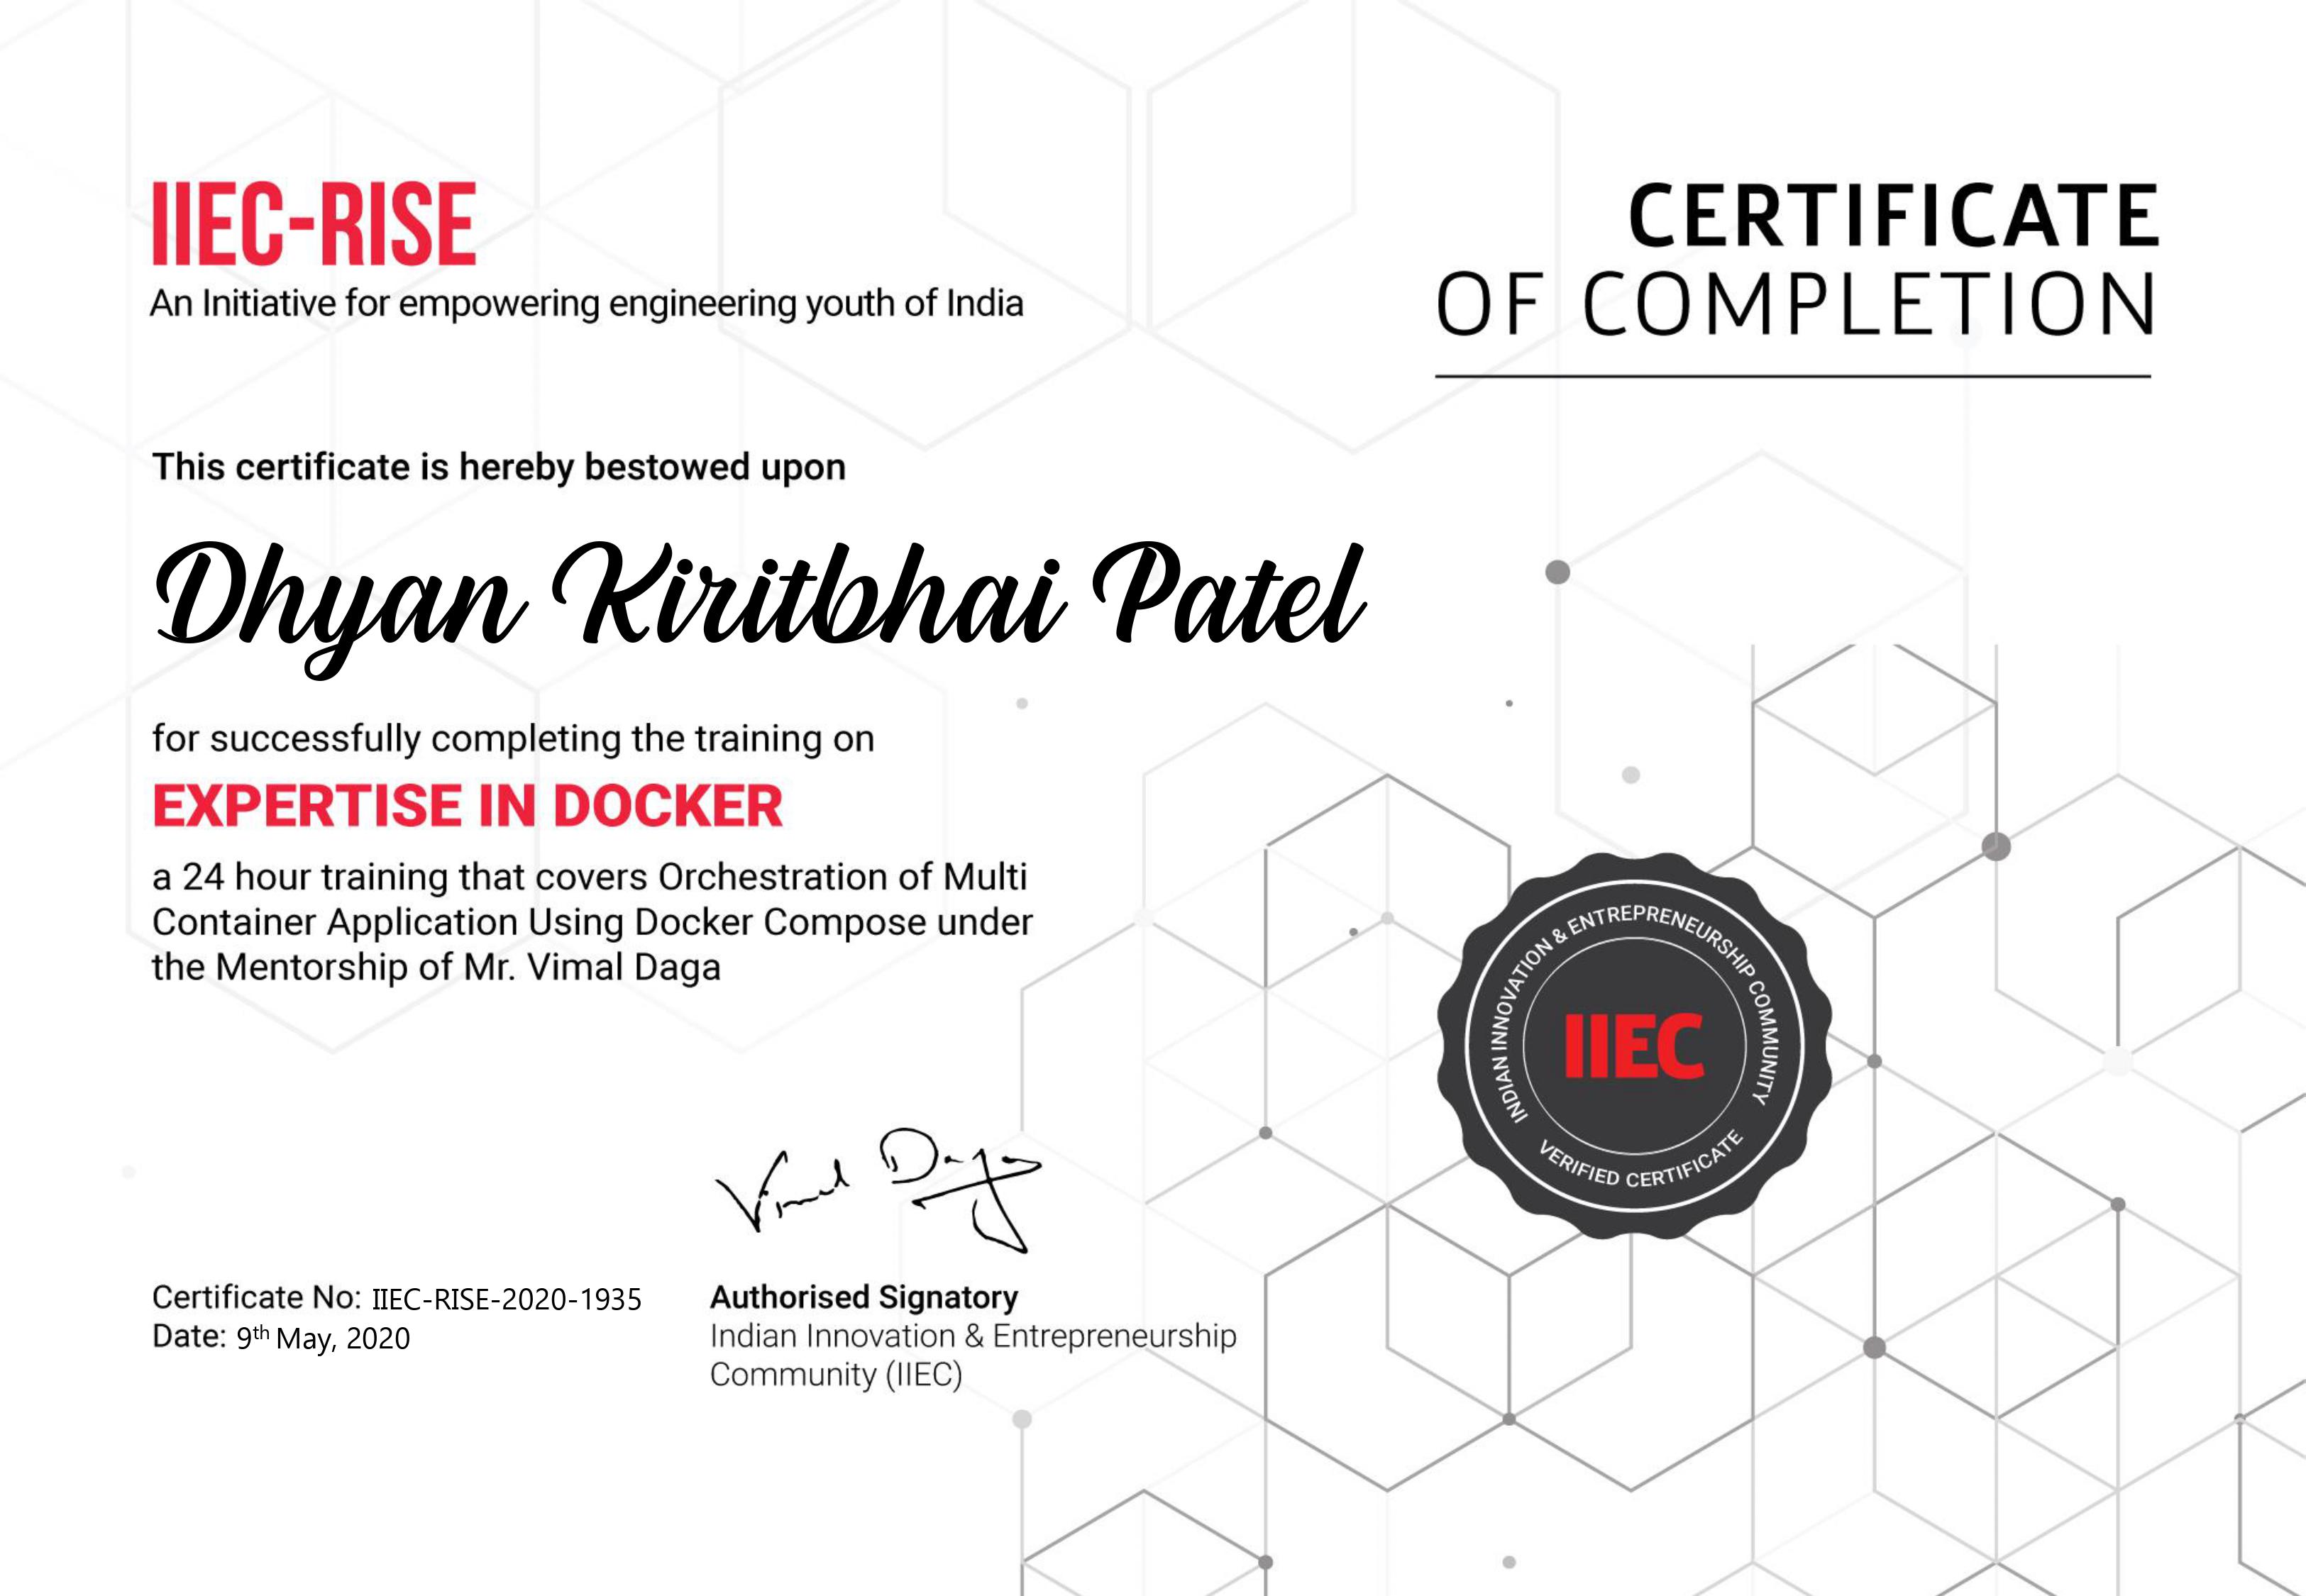 IIEC-RISE
An Initiative for empowering engineering youth of India
CERTIFICATE
OF COMPLETION
This certificate is hereby bestowed upon
Dhyan Kiritbhai Patel
for successfully completing the training on
EXPERTISE IN DOCKER
a 24 hour training that covers Orchestration of Multi
Container Application Using Docker Compose under
the Mentorship of Mr. Vimal Daga
INDIAN INNOVATION & ENTREPRENEURSHIP COMMUNITY
IIEC
VERIFIED CERTIFICATE
Vimal Daga
Certificate No: IIEC-RISE-2020-1935
Date: 9th May, 2020
Authorised Signatory
Indian Innovation & Entrepreneurship
Community (IIEC)